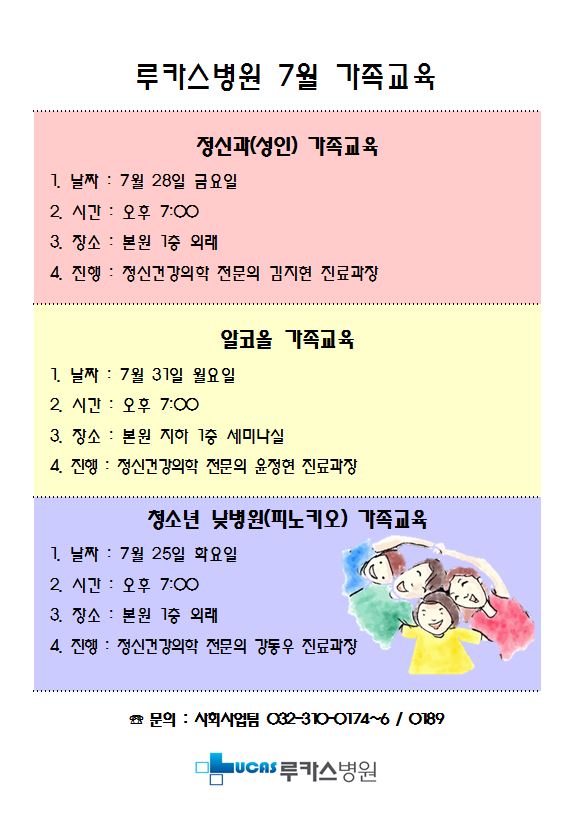 루카스병원 7월 가족교육
정신과(성인) 가족교육
1. 날짜 : 7월 28일 금요일
2. 시간 : 오후 7:00
3. 장소 : 본원 1층 외래
4. 진행 : 정신건강의학 전문의 김지현 진료과장
알코올 가족교육
1. 날짜 : 7월 31일 월요일
2. 시간 : 오후 7:00
3. 장소 : 본원 지하 1층 세미나실
4. 진행 : 정신건강의학 전문의 윤정현 진료과장
청소년 낮병원(피노키오) 가족교육
1. 날짜 : 7월 25일 화요일
2. 시간 : 오후 7:00
3. 장소 : 본원 1층 외래
4. 진행 : 정신건강의학 전문의 강동우 진료과장
☎ 문의 : 사회사업팀 032-310-0174~6 / 0189
LUCAS 루카스병원